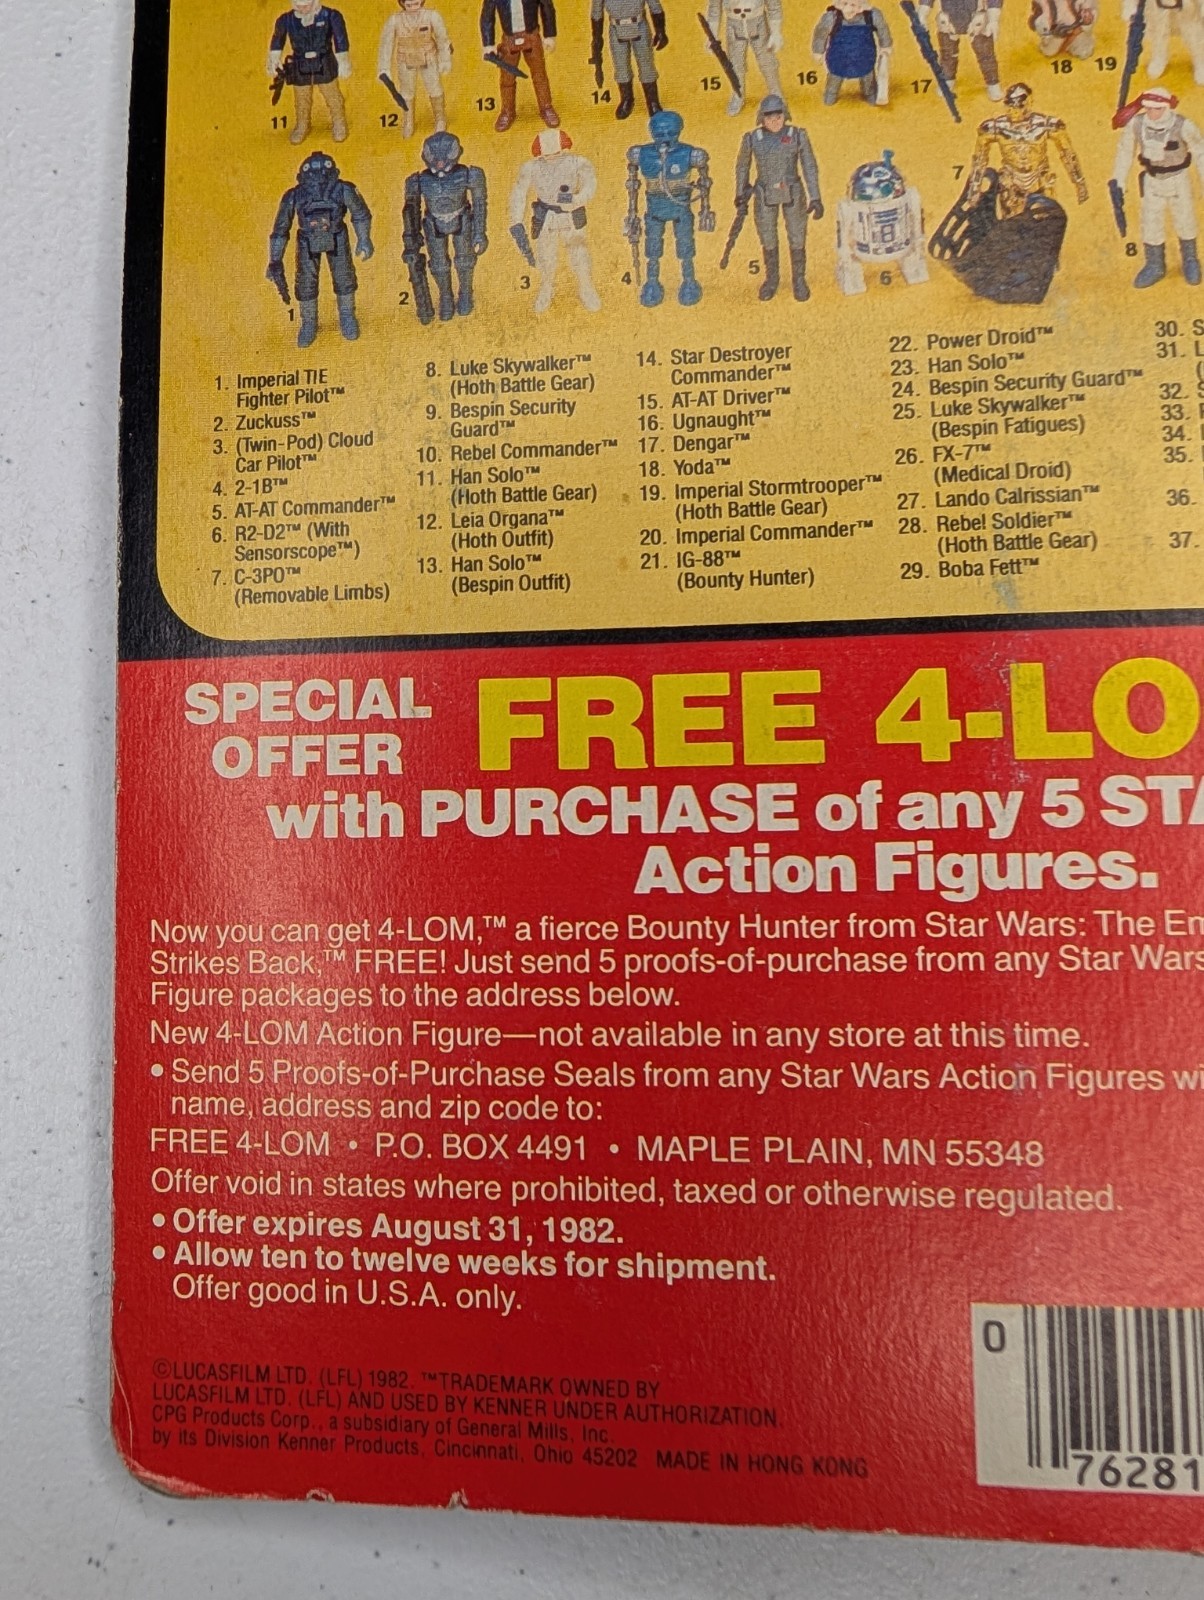 11
12
13
14
15
16
17
18
19
1
2
3
4
5
6
7
8
1. Imperial TIE
Fighter Pilot™
2. Zuckuss™
3. (Twin-Pod) Cloud
Car Pilot™
4. 2-1B™
5. AT-AT Commander™
6. R2-D2™ (With
Sensorscope™)
7. C-3PO™
(Removable Limbs)
8. Luke Skywalker™
(Hoth Battle Gear)
9. Bespin Security
Guard™
10. Rebel Commander™
11. Han Solo™
(Hoth Battle Gear)
12. Leia Organa™
(Hoth Outfit)
13. Han Solo™
(Bespin Outfit)
14. Star Destroyer
Commander™
15. AT-AT Driver™
16. Ugnaught™
17. Dengar™
18. Yoda™
19. Imperial Stormtrooper™
(Hoth Battle Gear)
20. Imperial Commander™
21. IG-88™
(Bounty Hunter)
22. Power Droid™
23. Han Solo™
24. Bespin Security Guard™
25. Luke Skywalker™
(Bespin Fatigues)
26. FX-7™
(Medical Droid)
27. Lando Calrissian™
28. Rebel Soldier™
(Hoth Battle Gear)
29. Boba Fett™
30. S
31. L
(
32.
33.
34.
35.
36.
37.
SPECIAL
OFFER
FREE 4-LO
with PURCHASE of any 5 STA
Action Figures.
Now you can get 4-LOM,™ a fierce Bounty Hunter from Star Wars: The Em
Strikes Back,™ FREE! Just send 5 proofs-of-purchase from any Star Wars
Figure packages to the address below.
New 4-LOM Action Figure—not available in any store at this time.
• Send 5 Proofs-of-Purchase Seals from any Star Wars Action Figures wi
name, address and zip code to:
FREE 4-LOM • P.O. BOX 4491 • MAPLE PLAIN, MN 55348
Offer void in states where prohibited, taxed or otherwise regulated.
• Offer expires August 31, 1982.
• Allow ten to twelve weeks for shipment.
Offer good in U.S.A. only.
©LUCASFILM LTD. (LFL) 1982. ™TRADEMARK OWNED BY
LUCASFILM LTD. (LFL) AND USED BY KENNER UNDER AUTHORIZATION.
CPG Products Corp., a subsidiary of General Mills, Inc.
by its Division Kenner Products, Cincinnati, Ohio 45202 MADE IN HONG KONG
0
76281